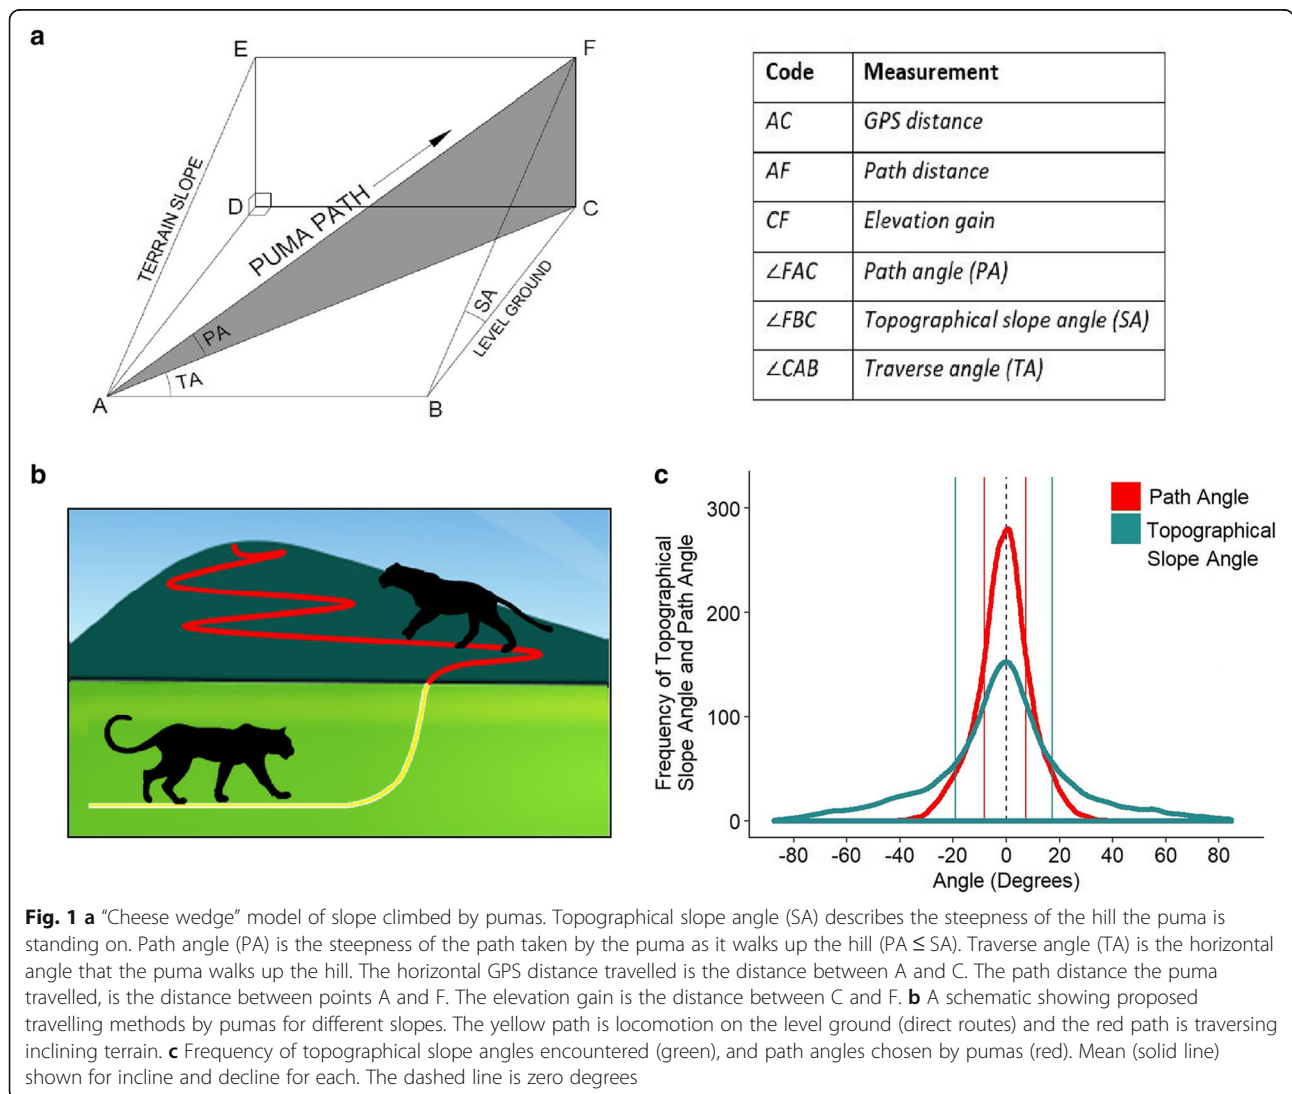 a
E
F
TERRAIN SLOPE
D
PUMA PATH
C
SA
LEVEL GROUND
PA
TA
A
B
Code Measurement
AC GPS distance
AF Path distance
CF Elevation gain
∠FAC Path angle (PA)
∠FBC Topographical slope angle (SA)
∠CAB Traverse angle (TA)
b
c
Frequency of Topographical
Slope Angle and Path Angle
300
200
100
0
Path Angle
Topographical
Slope Angle
-80 -60 -40 -20 0 20 40 60 80
Angle (Degrees)
Fig. 1 a “Cheese wedge” model of slope climbed by pumas. Topographical slope angle (SA) describes the steepness of the hill the puma is
standing on. Path angle (PA) is the steepness of the path taken by the puma as it walks up the hill (PA ≤ SA). Traverse angle (TA) is the horizontal
angle that the puma walks up the hill. The horizontal GPS distance travelled is the distance between A and C. The path distance the puma
travelled, is the distance between points A and F. The elevation gain is the distance between C and F. b A schematic showing proposed
travelling methods by pumas for different slopes. The yellow path is locomotion on the level ground (direct routes) and the red path is traversing
inclining terrain. c Frequency of topographical slope angles encountered (green), and path angles chosen by pumas (red). Mean (solid line)
shown for incline and decline for each. The dashed line is zero degrees